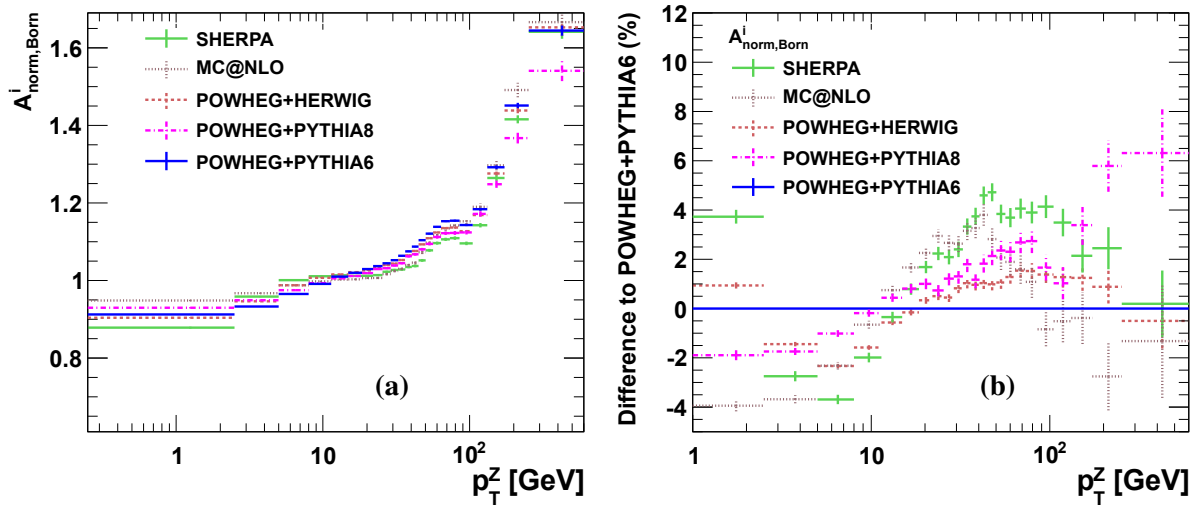 A^i_norm,Born
1.6
1.4
1.2
1
0.8
SHERPA
MC@NLO
POWHEG+HERWIG
POWHEG+PYTHIA8
POWHEG+PYTHIA6
(a)
1
10
10^2
p_T^Z [GeV]
Difference to POWHEG+PYTHIA6 (%)
12
10
8
6
4
2
0
-2
-4
A^i_norm,Born
SHERPA
MC@NLO
POWHEG+HERWIG
POWHEG+PYTHIA8
POWHEG+PYTHIA6
(b)
1
10
10^2
p_T^Z [GeV]